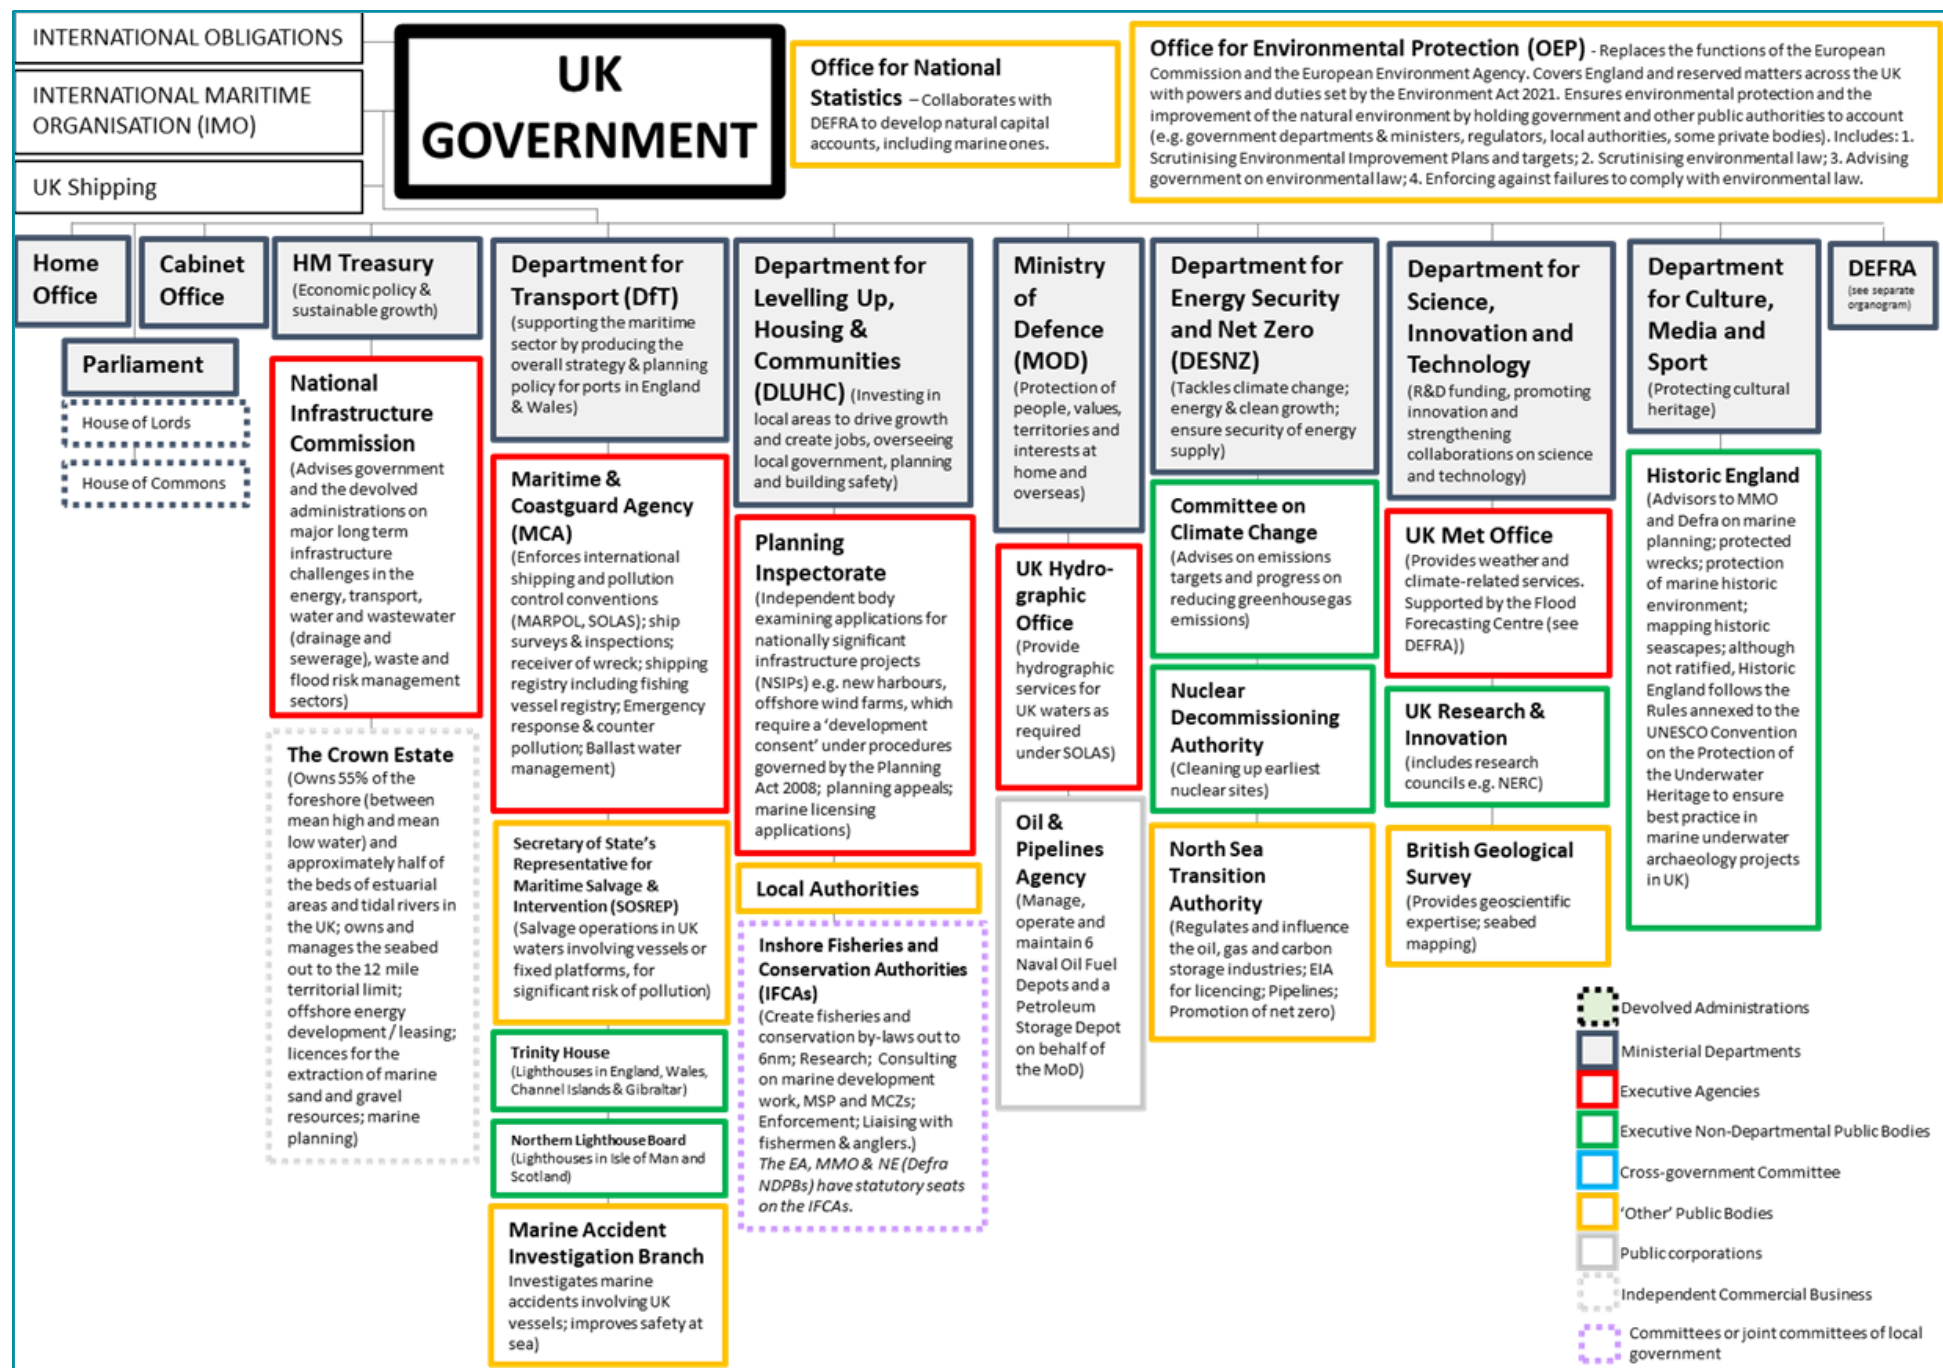 INTERNATIONAL OBLIGATIONS
INTERNATIONAL MARITIME
ORGANISATION (IMO)
UK Shipping
UK
GOVERNMENT
Office for National
Statistics – Collaborates with
DEFRA to develop natural capital
accounts, including marine ones.
Office for Environmental Protection (OEP) - Replaces the functions of the European
Commission and the European Environment Agency. Covers England and reserved matters across the UK
with powers and duties set by the Environment Act 2021. Ensures environmental protection and the
improvement of the natural environment by holding government and other public authorities to account
(e.g. government departments & ministers, regulators, local authorities, some private bodies). Includes: 1.
Scrutinising Environmental Improvement Plans and targets; 2. Scrutinising environmental law; 3. Advising
government on environmental law; 4. Enforcing against failures to comply with environmental law.
Home
Office
Cabinet
Office
Parliament
House of Lords
House of Commons
HM Treasury
(Economic policy &
sustainable growth)
National
Infrastructure
Commission
(Advises government
and the devolved
administrations on
major long term
infrastructure
challenges in the
energy, transport,
water and wastewater
(drainage and
sewerage), waste and
flood risk management
sectors)
The Crown Estate
(Owns 55% of the
foreshore (between
mean high and mean
low water) and
approximately half of
the beds of estuarial
areas and tidal rivers in
the UK; owns and
manages the seabed
out to the 12 mile
territorial limit;
offshore energy
development / leasing;
licences for the
extraction of marine
sand and gravel
resources; marine
planning)
Department for
Transport (DfT)
(supporting the maritime
sector by producing the
overall strategy & planning
policy for ports in England
& Wales)
Maritime &
Coastguard Agency
(MCA)
(Enforces international
shipping and pollution
control conventions
(MARPOL, SOLAS); ship
surveys & inspections;
receiver of wreck; shipping
registry including fishing
vessel registry; Emergency
response & counter
pollution; Ballast water
management)
Secretary of State's
Representative for
Maritime Salvage &
Intervention (SOSREP)
(Salvage operations in UK
waters involving vessels or
fixed platforms, for
significant risk of pollution)
Trinity House
(Lighthouses in England, Wales,
Channel Islands & Gibraltar)
Northern Lighthouse Board
(Lighthouses in Isle of Man and
Scotland)
Marine Accident
Investigation Branch
Investigates marine
accidents involving UK
vessels; improves safety at
sea)
Department for
Levelling Up,
Housing &
Communities
(DLUHC) (Investing in
local areas to drive growth
and create jobs, overseeing
local government, planning
and building safety)
Planning
Inspectorate
(Independent body
examining applications for
nationally significant
infrastructure projects
(NSIPs) e.g. new harbours,
offshore wind farms, which
require a 'development
consent' under procedures
governed by the Planning
Act 2008; planning appeals;
marine licensing
applications)
Local Authorities
Inshore Fisheries and
Conservation Authorities
(IFCAs)
(Create fisheries and
conservation by-laws out to
6nm; Research; Consulting
on marine development
work, MSP and MCZs;
Enforcement; Liaising with
fishermen & anglers.)
The EA, MMO & NE (Defra
NDPBs) have statutory seats
on the IFCAs.
Ministry
of
Defence
(MOD)
(Protection of
people, values,
territories and
interests at
home and
overseas)
UK Hydro-
graphic
Office
(Provide
hydrographic
services for
UK waters as
required
under SOLAS)
Oil &
Pipelines
Agency
(Manage,
operate and
maintain 6
Naval Oil Fuel
Depots and a
Petroleum
Storage Depot
on behalf of
the MoD)
Department for
Energy Security
and Net Zero
(DESNZ)
(Tackles climate change;
energy & clean growth;
ensure security of energy
supply)
Committee on
Climate Change
(Advises on emissions
targets and progress on
reducing greenhouse gas
emissions)
Nuclear
Decommissioning
Authority
(Cleaning up earliest
nuclear sites)
North Sea
Transition
Authority
(Regulates and influence
the oil, gas and carbon
storage industries; EIA
for licencing; Pipelines;
Promotion of net zero)
Department for
Science,
Innovation and
Technology
(R&D funding, promoting
innovation and
strengthening
collaborations on science
and technology)
UK Met Office
(Provides weather and
climate-related services.
Supported by the Flood
Forecasting Centre (see
DEFRA))
UK Research &
Innovation
(includes research
councils e.g. NERC)
British Geological
Survey
(Provides geoscientific
expertise; seabed
mapping)
Department
for Culture,
Media and
Sport
(Protecting cultural
heritage)
Historic England
(Advisors to MMO
and Defra on marine
planning; protected
wrecks; protection
of marine historic
environment;
mapping historic
seascapes; although
not ratified, Historic
England follows the
Rules annexed to the
UNESCO Convention
on the Protection of
the Underwater
Heritage to ensure
best practice in
marine underwater
archaeology projects
in UK)
DEFRA
(see separate
organogram)
Devolved Administrations
Ministerial Departments
Executive Agencies
Executive Non-Departmental Public Bodies
Cross-government Committee
'Other' Public Bodies
Public corporations
Independent Commercial Business
Committees or joint committees of local
government